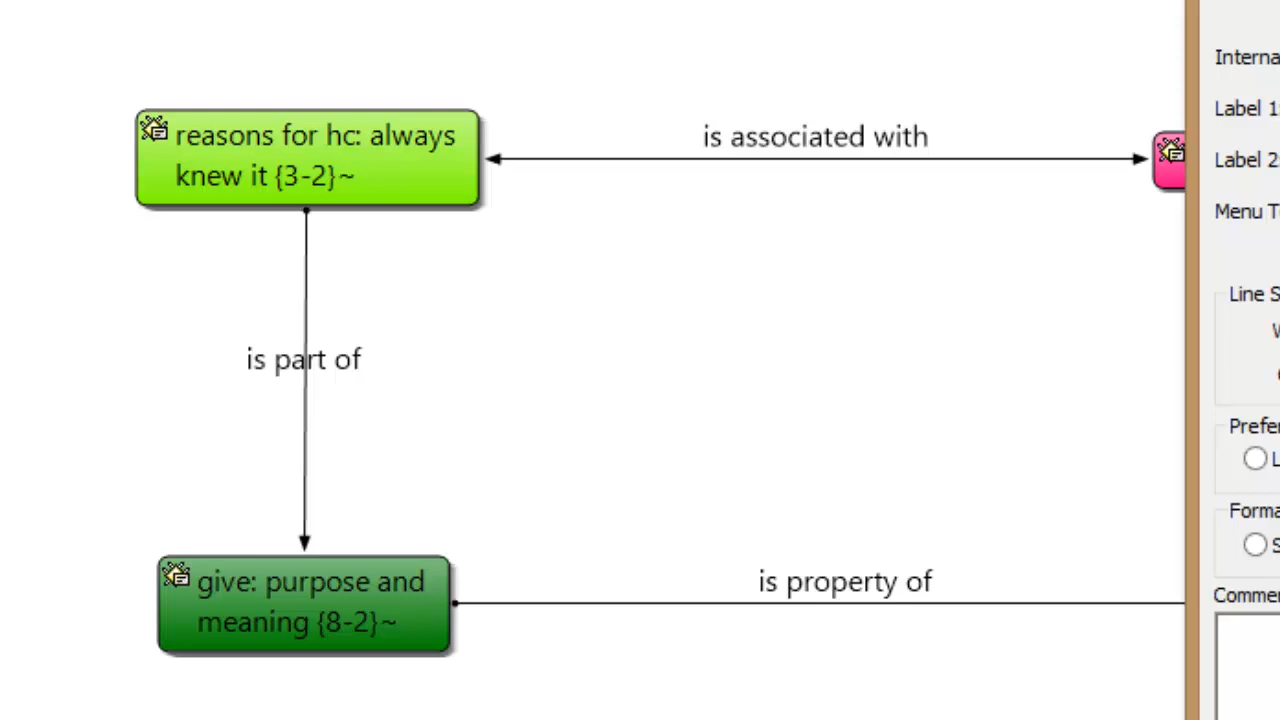 reasons for hc: always
knew it {3-2}~
is associated with
is part of
give: purpose and
meaning {8-2}~
is property of
Interna
Label 1
Label 2
Menu T
Line S
Prefer
L
Forma
S
Commer